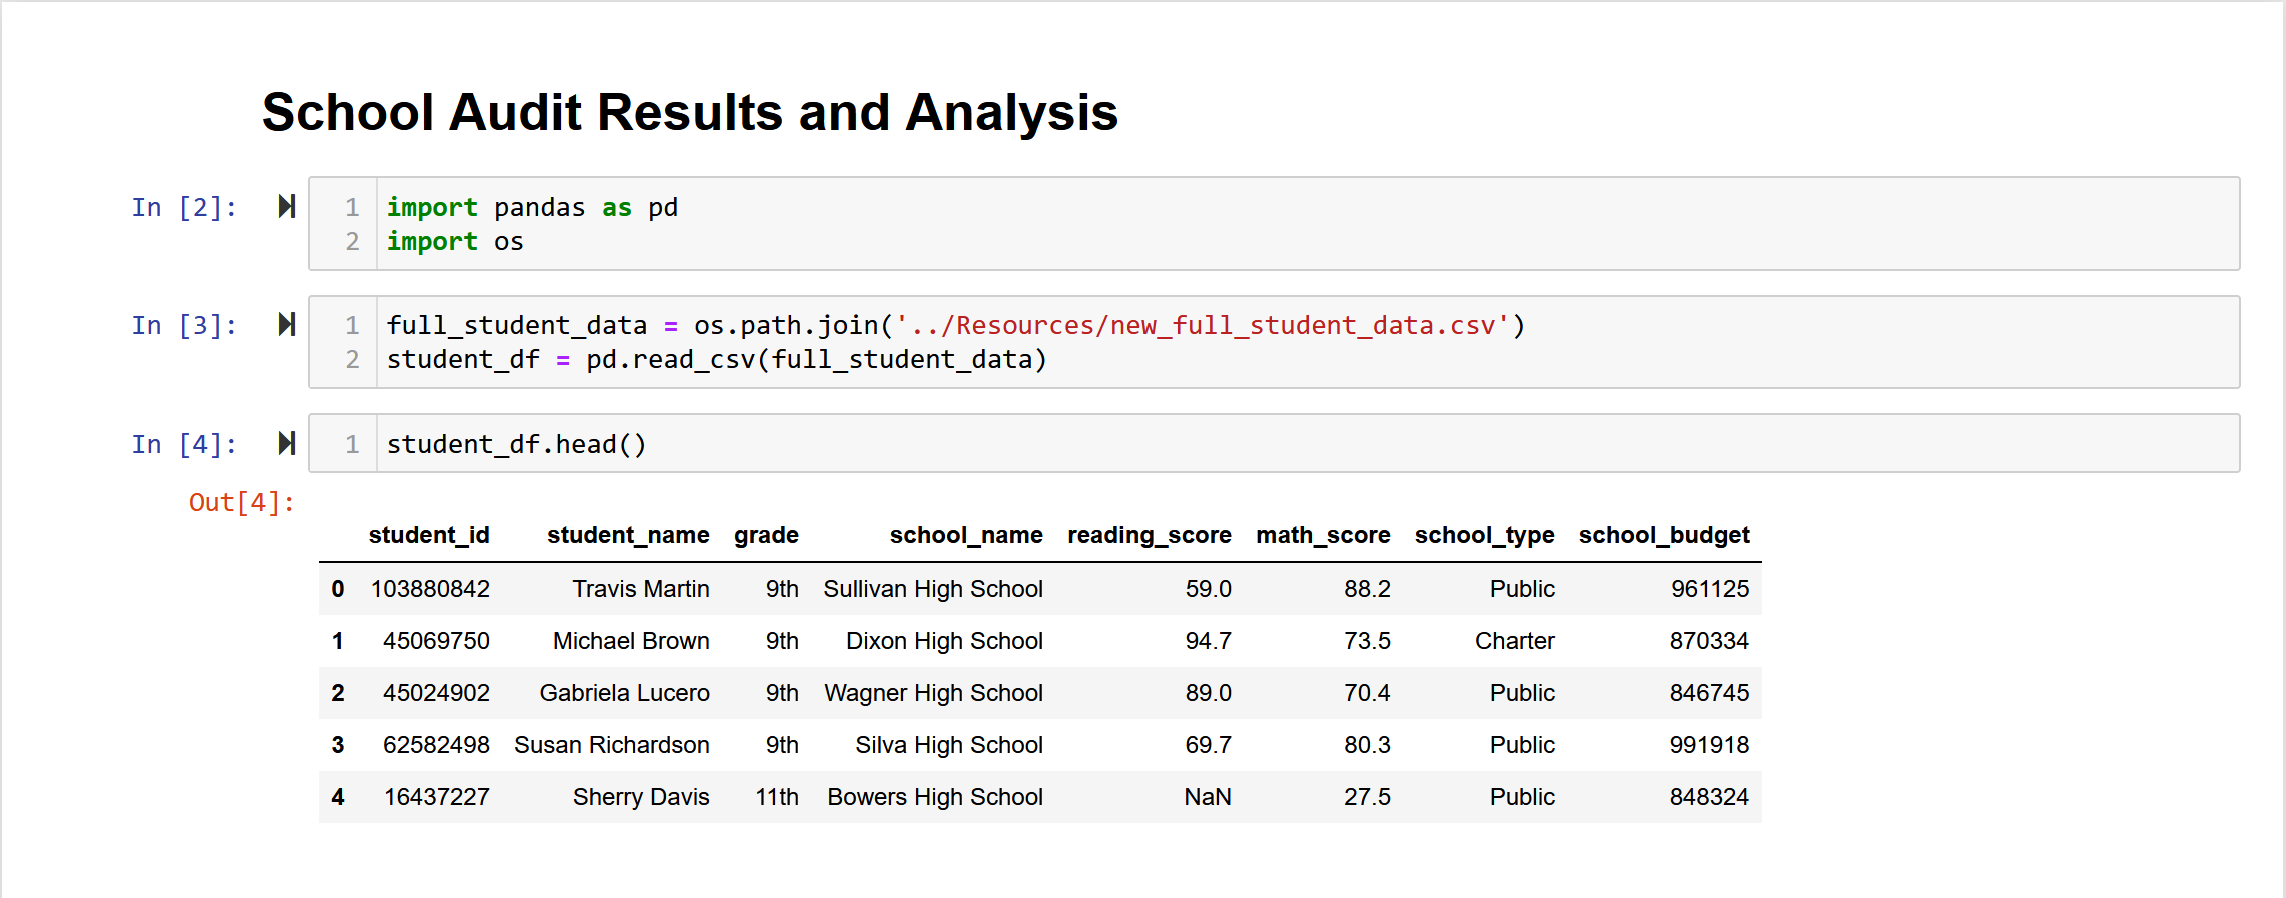 School Audit Results and Analysis
In [2]: 1 import pandas as pd
2 import os
In [3]: 1 full_student_data = os.path.join('../Resources/new_full_student_data.csv')
2 student_df = pd.read_csv(full_student_data)
In [4]: 1 student_df.head()
Out[4]:
student_id student_name grade school_name reading_score math_score school_type school_budget
0 103880842 Travis Martin 9th Sullivan High School 59.0 88.2 Public 961125
1 45069750 Michael Brown 9th Dixon High School 94.7 73.5 Charter 870334
2 45024902 Gabriela Lucero 9th Wagner High School 89.0 70.4 Public 846745
3 62582498 Susan Richardson 9th Silva High School 69.7 80.3 Public 991918
4 16437227 Sherry Davis 11th Bowers High School NaN 27.5 Public 848324